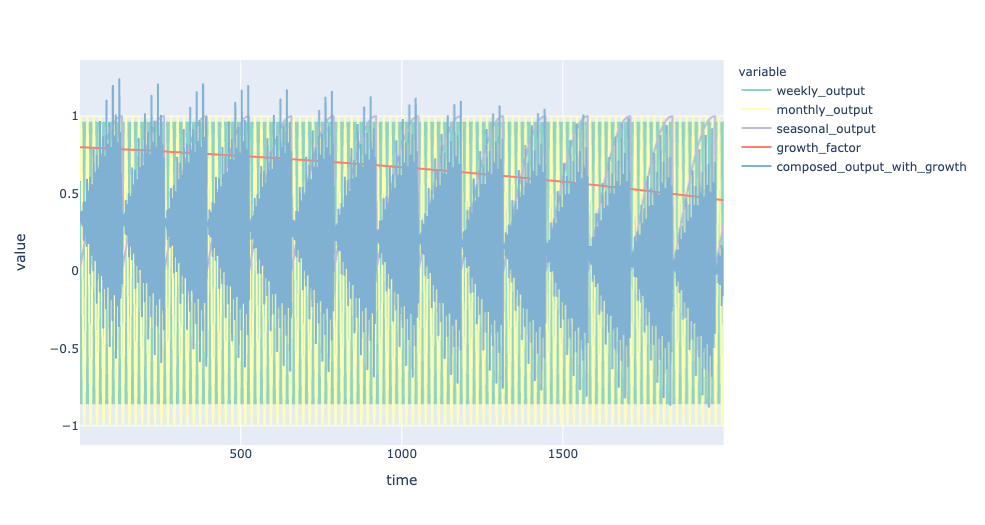 variable
weekly_output
monthly_output
seasonal_output
growth_factor
composed_output_with_growth
1
0.5
0
−0.5
−1
value
500
1000
1500
time